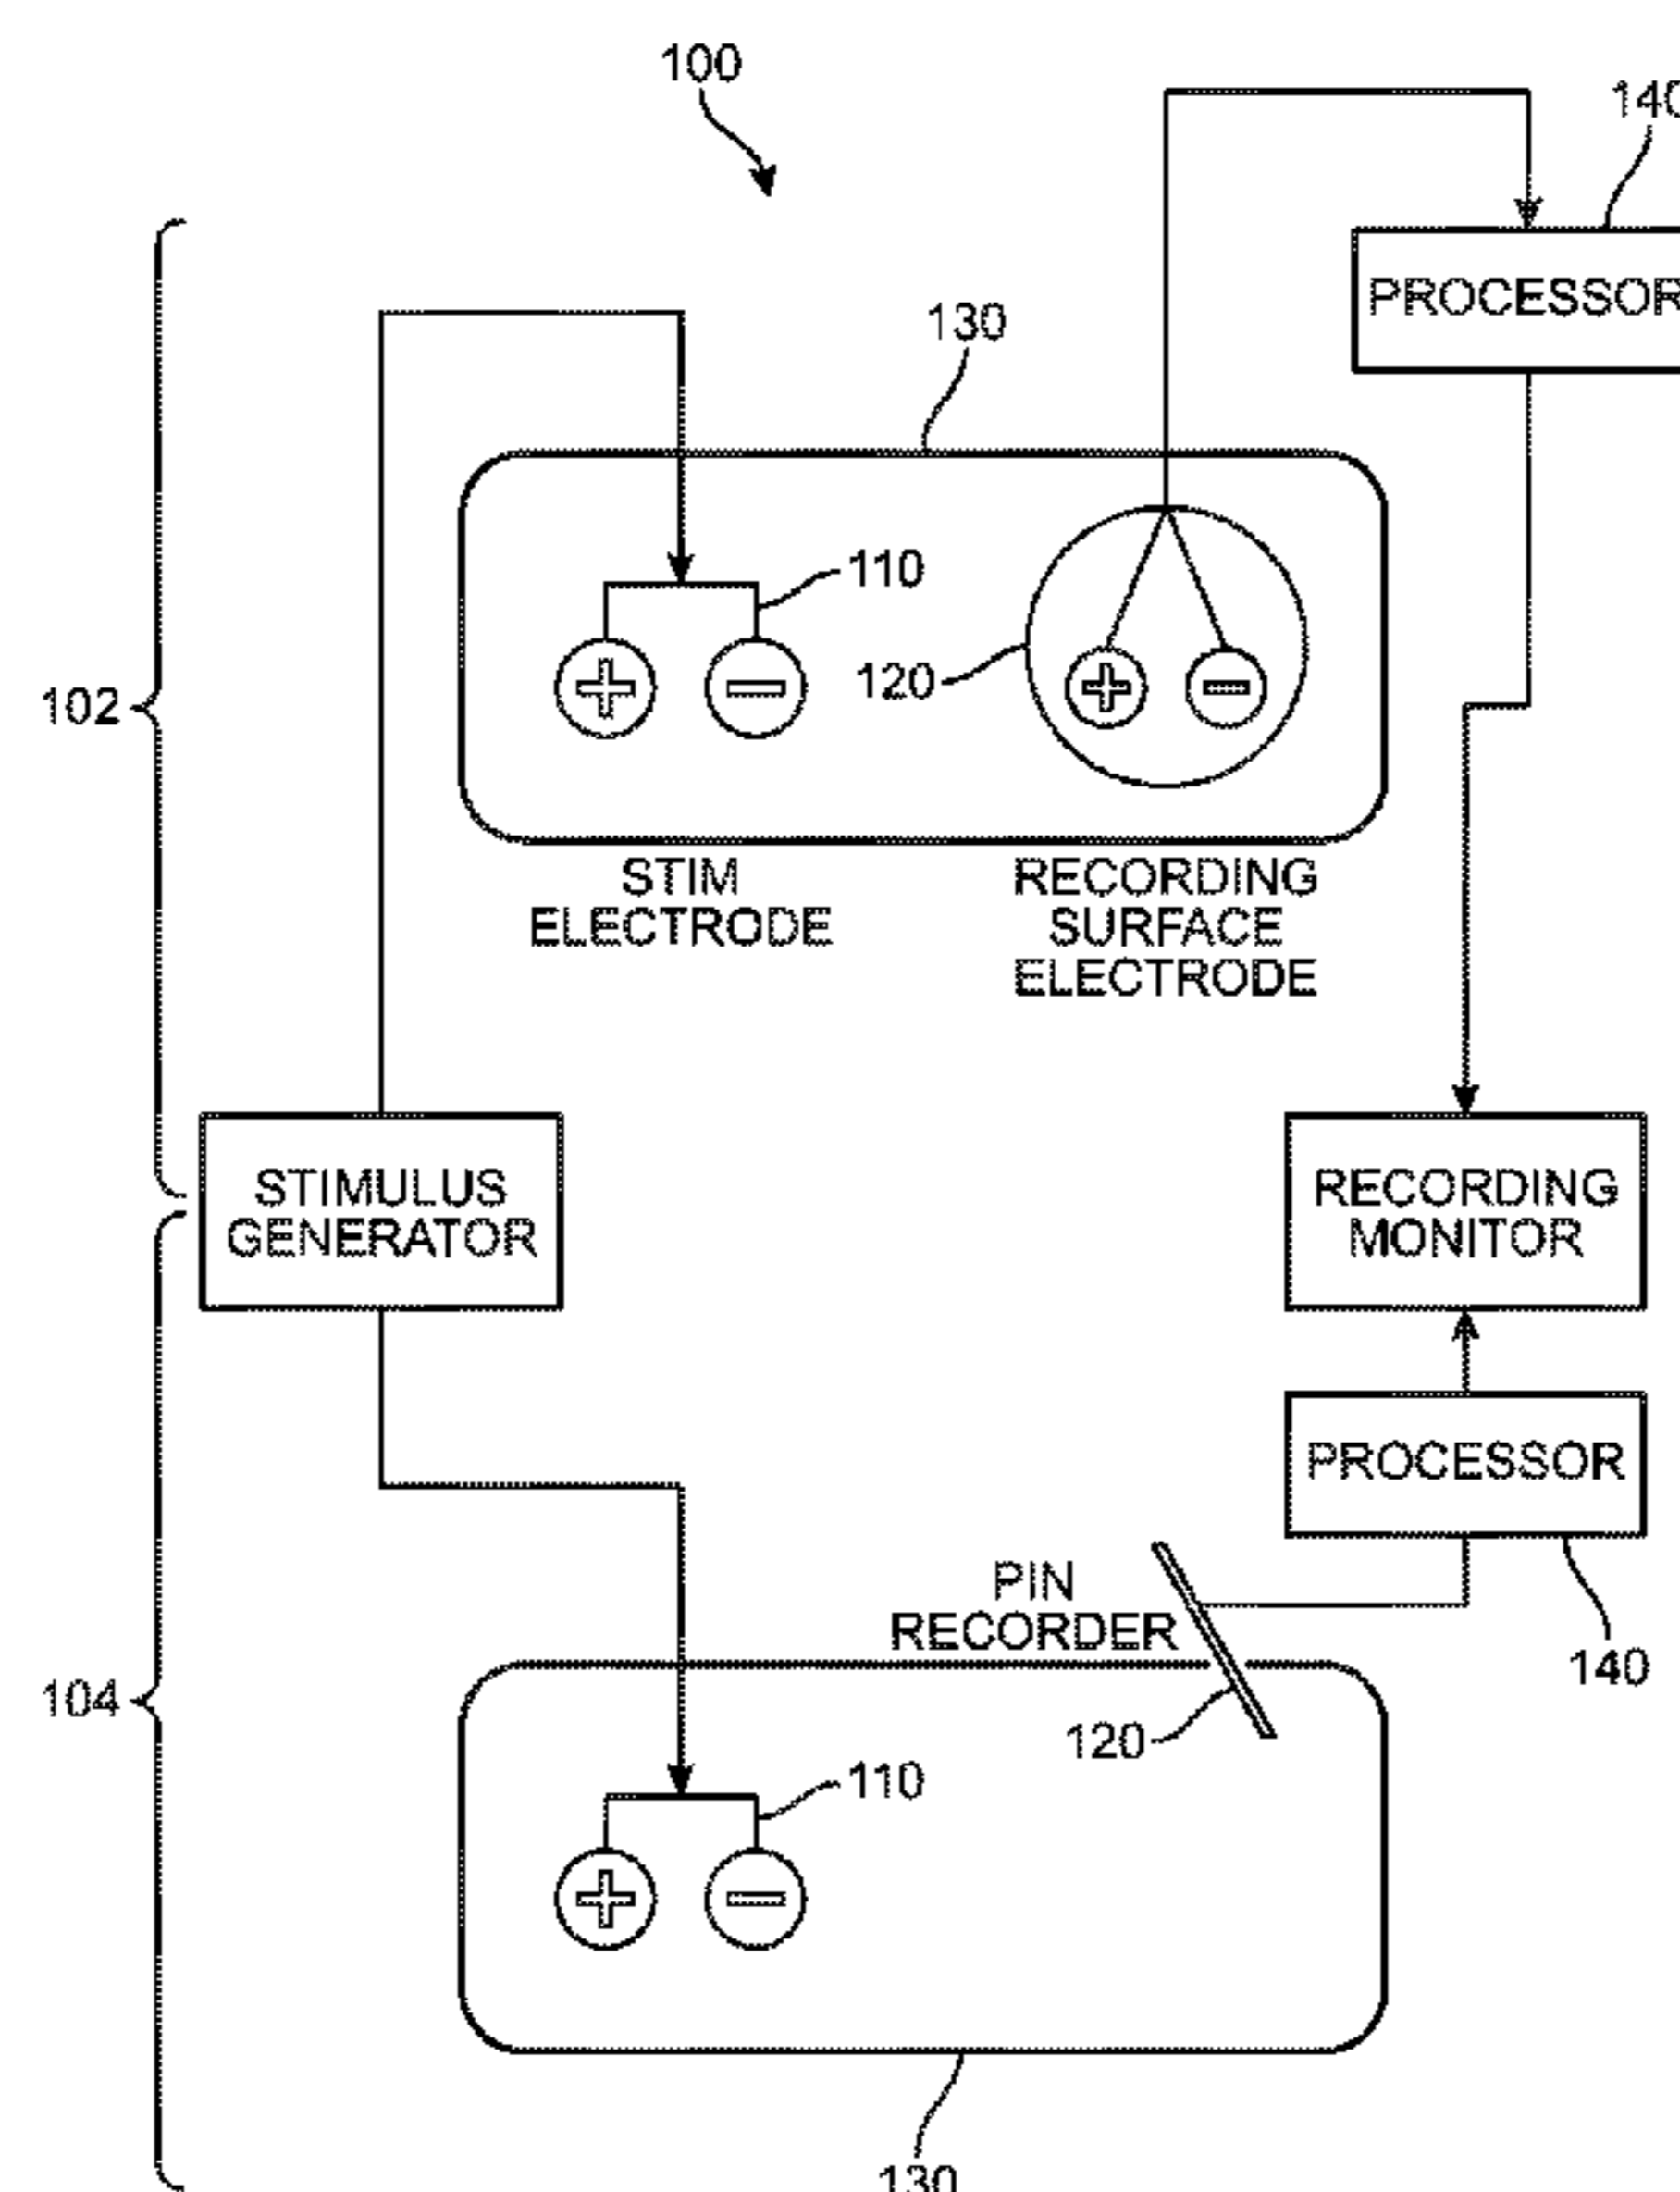 100
140
PROCESSOR
130
110
120
102
STIM
ELECTRODE
RECORDING
SURFACE
ELECTRODE
STIMULUS
GENERATOR
RECORDING
MONITOR
PROCESSOR
140
PIN
RECORDER
120
104
110
130